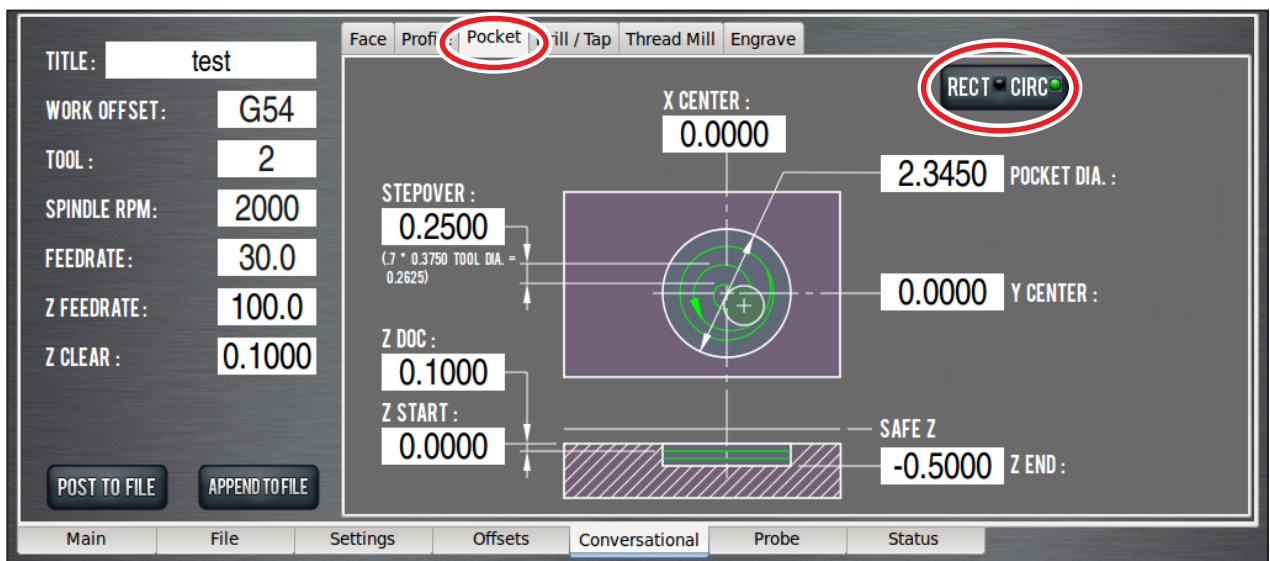 TITLE : test
WORK OFFSET : G54
TOOL : 2
SPINDLE RPM: 2000
FEEDRATE : 30.0
Z FEEDRATE : 100.0
Z CLEAR : 0.1000
POST TO FILE
APPEND TO FILE
Face Pocket / Tap Thread Mill Engrave
RECT CIRC
X CENTER :
0.0000
2.3450 POCKET DIA. :
STEPOVER :
0.2500
(.7 * 0.3750 TOOL DIA. =
0.2625)
0.0000 Y CENTER :
Z DOC :
0.1000
Z START :
0.0000
SAFE Z
-0.5000 Z END :
Main File Settings Offsets Conversational Probe Status